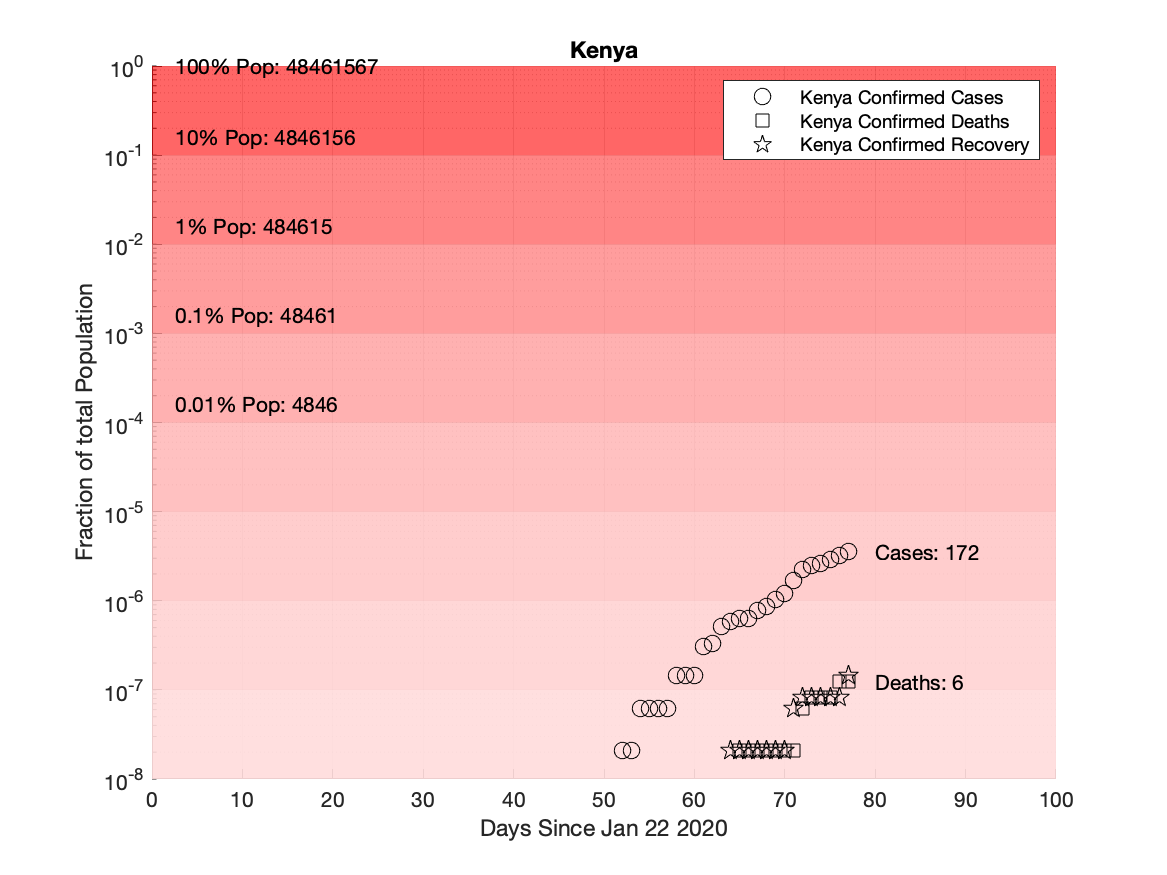 Kenya
10^0
100% Pop: 48461567
Kenya Confirmed Cases
Kenya Confirmed Deaths
Kenya Confirmed Recovery
10% Pop: 4846156
10^-1
1% Pop: 484615
10^-2
0.1% Pop: 48461
10^-3
0.01% Pop: 4846
10^-4
10^-5
Cases: 172
10^-6
Deaths: 6
10^-7
10^-8
Fraction of total Population
0 10 20 30 40 50 60 70 80 90 100
Days Since Jan 22 2020